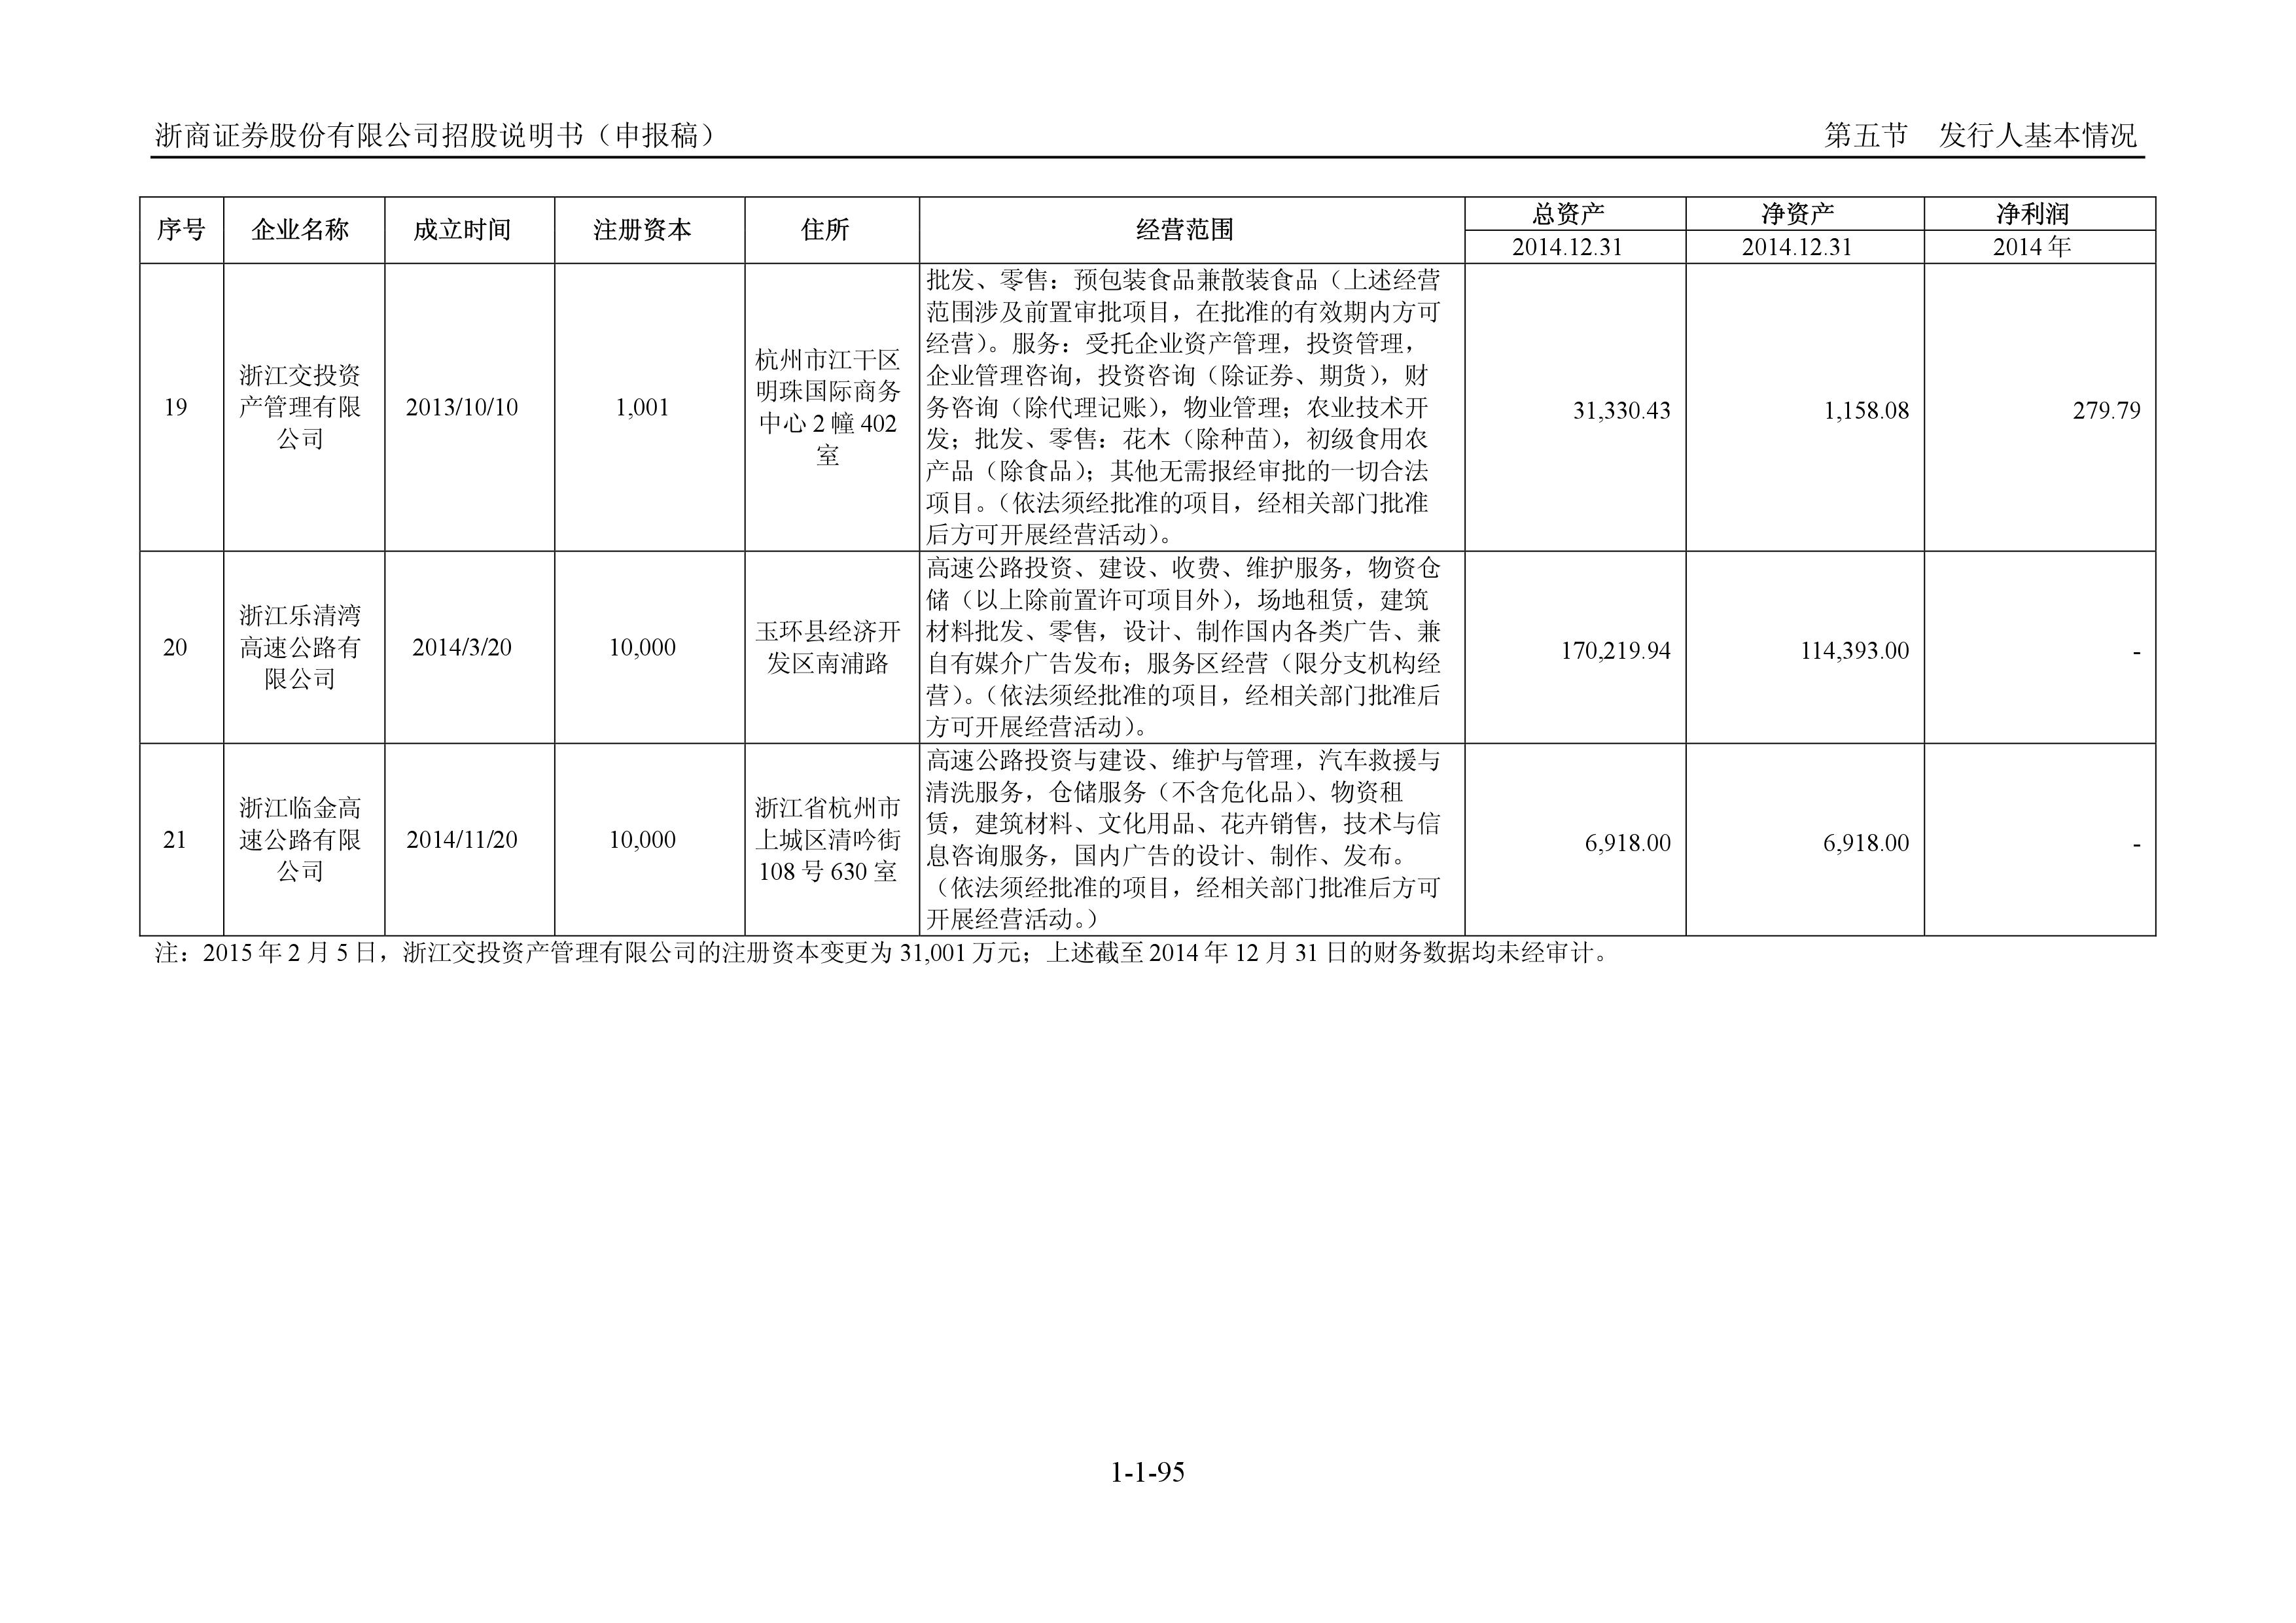 浙商证券股份有限公司招股说明书（申报稿）
第五节　发行人基本情况
序号
企业名称
成立时间
注册资本
住所
经营范围
总资产
净资产
净利润
2014.12.31
2014.12.31
2014 年
19
浙江交投资
产管理有限
公司
2013/10/10
1,001
杭州市江干区
明珠国际商务
中心 2 幢 402
室
批发、零售：预包装食品兼散装食品（上述经营
范围涉及前置审批项目，在批准的有效期内方可
经营）。服务：受托企业资产管理，投资管理，
企业管理咨询，投资咨询（除证券、期货），财
务咨询（除代理记账），物业管理；农业技术开
发；批发、零售：花木（除种苗），初级食用农
产品（除食品）；其他无需报经审批的一切合法
项目。（依法须经批准的项目，经相关部门批准
后方可开展经营活动）。
31,330.43
1,158.08
279.79
20
浙江乐清湾
高速公路有
限公司
2014/3/20
10,000
玉环县经济开
发区南浦路
高速公路投资、建设、收费、维护服务，物资仓
储（以上除前置许可项目外），场地租赁，建筑
材料批发、零售，设计、制作国内各类广告、兼
自有媒介广告发布；服务区经营（限分支机构经
营）。（依法须经批准的项目，经相关部门批准后
方可开展经营活动）。
170,219.94
114,393.00
-
21
浙江临金高
速公路有限
公司
2014/11/20
10,000
浙江省杭州市
上城区清吟街
108 号 630 室
高速公路投资与建设、维护与管理，汽车救援与
清洗服务，仓储服务（不含危化品）、物资租
赁，建筑材料、文化用品、花卉销售，技术与信
息咨询服务，国内广告的设计、制作、发布。
（依法须经批准的项目，经相关部门批准后方可
开展经营活动。）
6,918.00
6,918.00
-
注：2015 年 2 月 5 日，浙江交投资产管理有限公司的注册资本变更为 31,001 万元；上述截至 2014 年 12 月 31 日的财务数据均未经审计。
1-1-95